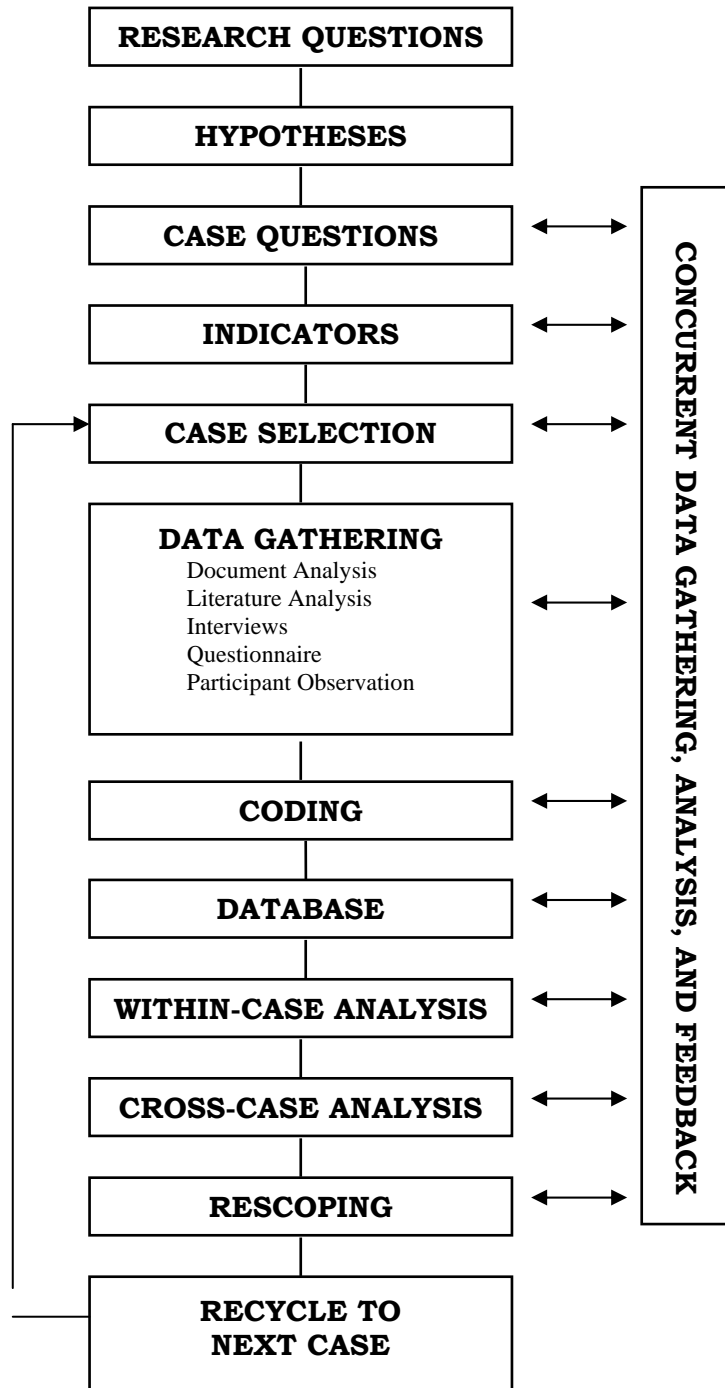 RESEARCH QUESTIONS
HYPOTHESES
CASE QUESTIONS
INDICATORS
CASE SELECTION
DATA GATHERING
Document Analysis
Literature Analysis
Interviews
Questionnaire
Participant Observation
CODING
DATABASE
WITHIN-CASE ANALYSIS
CROSS-CASE ANALYSIS
RESCOPING
RECYCLE TO
NEXT CASE
CONCURRENT DATA GATHERING, ANALYSIS, AND FEEDBACK